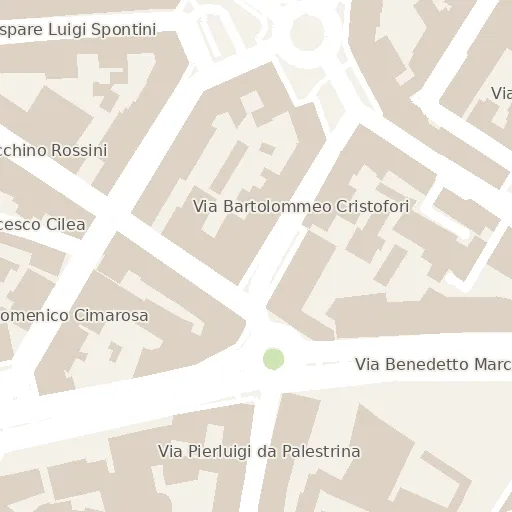 spare Luigi Spontini
Via
cchino Rossini
Via Bartolommeo Cristofori
cesco Cilea
omenico Cimarosa
Via Benedetto Marc
Via Pierluigi da Palestrina